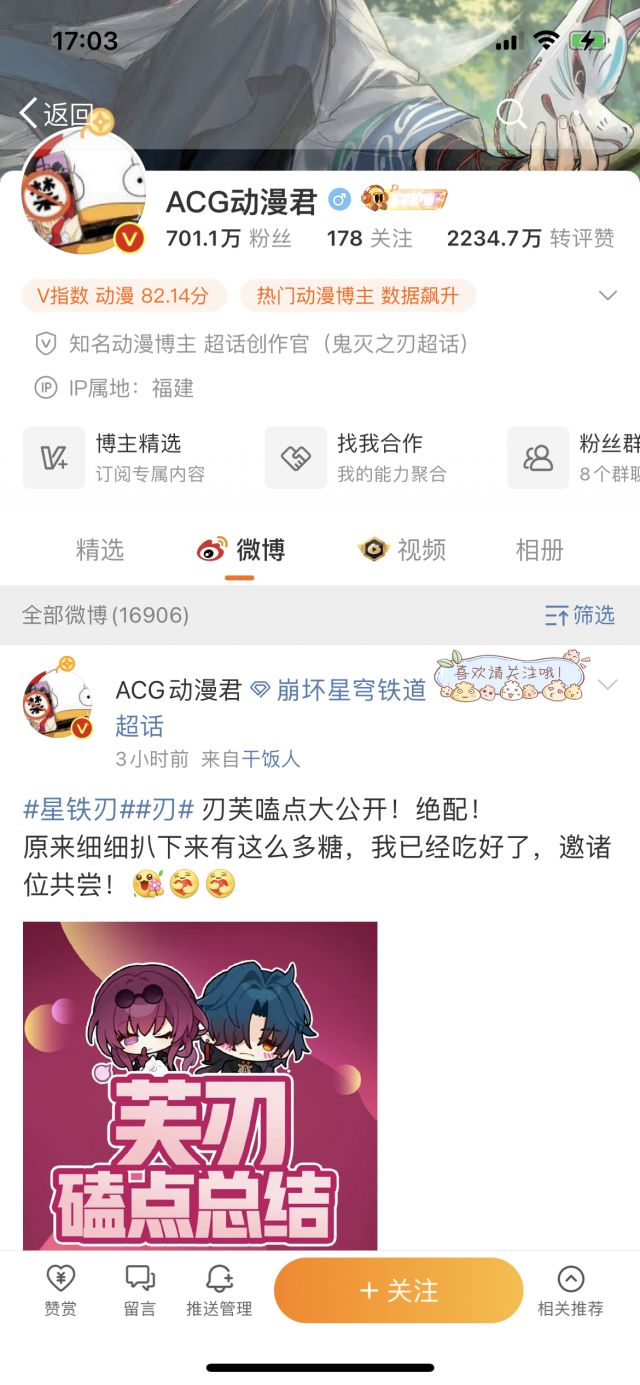 17:03
返回
ACG动漫君
701.1万 粉丝 178 关注 2234.7万 转评赞
V指数 动漫 82.14分 热门动漫博主 数据飙升
知名动漫博主 超话创作官（鬼灭之刃超话）
IP IP属地：福建
博主精选 找我合作 粉丝群
订阅专属内容 我的能力聚合 8个群聊
精选 微博 视频 相册
全部微博(16906) 筛选
ACG动漫君 崩坏星穹铁道 喜欢请关注哦!
超话
3小时前 来自干饭人
#星铁刃##刃# 刃芙嗑点大公开！绝配！
原来细细扒下来有这么多糖，我已经吃好了，邀诸
位共尝！
芙刃
磕点总结
+ 关注
赞赏 留言 推送管理 相关推荐